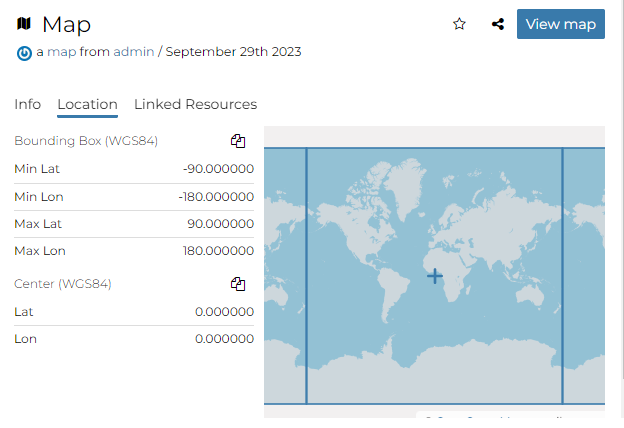 Map
View map
a map from admin / September 29th 2023
Info Location Linked Resources
Bounding Box (WGS84)
Min Lat -90.000000
Min Lon -180.000000
Max Lat 90.000000
Max Lon 180.000000
Center (WGS84)
Lat 0.000000
Lon 0.000000